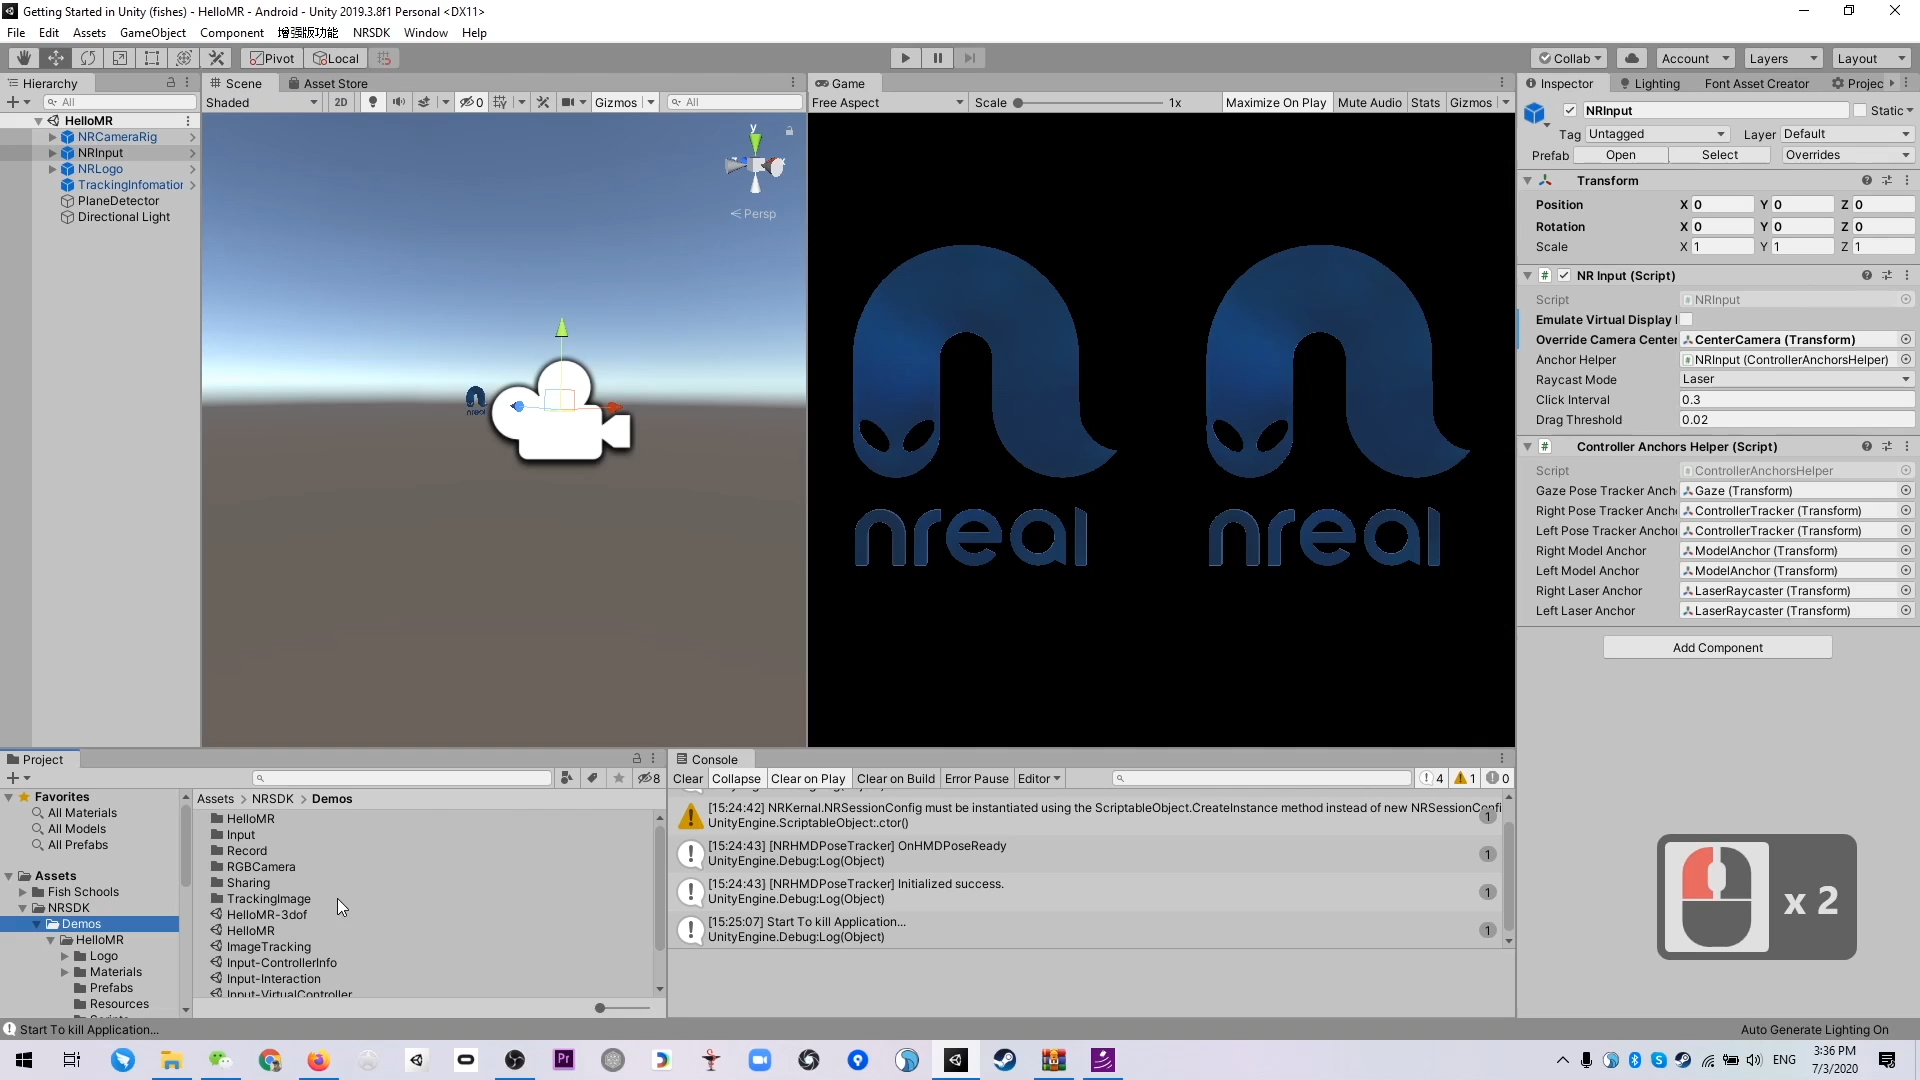 Getting Started in Unity (fishes) - HelloMR - Android - Unity 2019.3.8f1 Personal <DX11>
File Edit Assets GameObject Component 增强版功能 NRSDK Window Help
Pivot Local Collab Account Layers Layout
Hierarchy
All
HelloMR
NRCameraRig
NRInput
NRLogo
TrackingInfomation
PlaneDetector
Directional Light
Scene Asset Store
Shaded 2D 0 Gizmos All
y
Persp
nreal
Game
Free Aspect Scale 1x Maximize On Play Mute Audio Stats Gizmos
nreal nreal
Inspector Lighting Font Asset Creator Projec
NRInput Static
Tag Untagged Layer Default
Prefab Open Select Overrides
Transform
Position X 0 Y 0 Z 0
Rotation X 0 Y 0 Z 0
Scale X 1 Y 1 Z 1
# NR Input (Script)
Script NRInput
Emulate Virtual Display I
Override Camera Center CenterCamera (Transform)
Anchor Helper NRInput (ControllerAnchorsHelper)
Raycast Mode Laser
Click Interval 0.3
Drag Threshold 0.02
# Controller Anchors Helper (Script)
Script ControllerAnchorsHelper
Gaze Pose Tracker Anch Gaze (Transform)
Right Pose Tracker Anch ControllerTracker (Transform)
Left Pose Tracker Ancho ControllerTracker (Transform)
Right Model Anchor ModelAnchor (Transform)
Left Model Anchor ModelAnchor (Transform)
Right Laser Anchor LaserRaycaster (Transform)
Left Laser Anchor LaserRaycaster (Transform)
Add Component
Project
8
Favorites
All Materials
All Models
All Prefabs
Assets
Fish Schools
NRSDK
Demos
HelloMR
Logo
Materials
Prefabs
Resources
Assets > NRSDK > Demos
HelloMR
Input
Record
RGBCamera
Sharing
TrackingImage
HelloMR-3dof
HelloMR
ImageTracking
Input-ControllerInfo
Input-Interaction
Input-VirtualController
Console
Clear Collapse Clear on Play Clear on Build Error Pause Editor 4 1 0
[15:24:42] NRKernal.NRSessionConfig must be instantiated using the ScriptableObject.CreateInstance method instead of new NRSessionConfi
UnityEngine.ScriptableObject:.ctor() 1
[15:24:43] [NRHMDPoseTracker] OnHMDPoseReady
UnityEngine.Debug:Log(Object) 1
[15:24:43] [NRHMDPoseTracker] Initialized success.
UnityEngine.Debug:Log(Object) 1
[15:25:07] Start To kill Application...
UnityEngine.Debug:Log(Object) 1
x 2
Start To kill Application... Auto Generate Lighting On
Pr
ENG
3:36 PM
7/3/2020